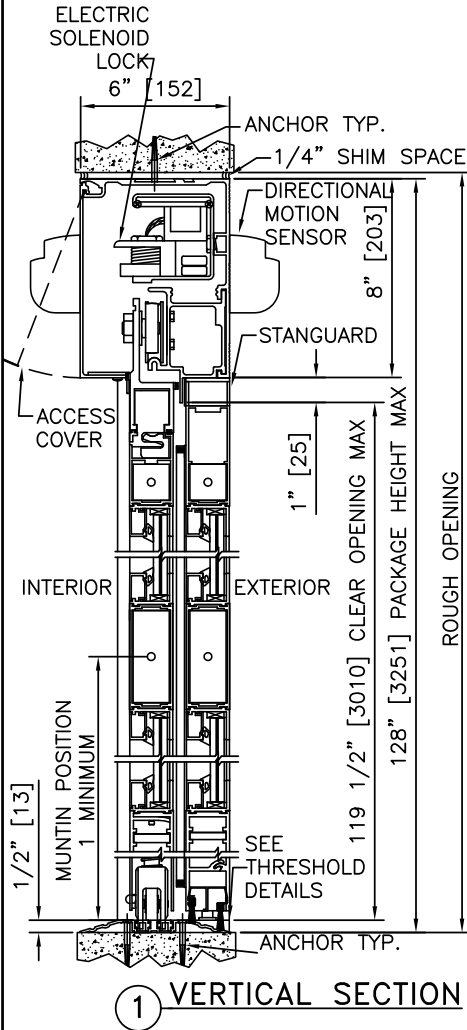 ELECTRIC
SOLENOID
LOCK
6” [152]
ANCHOR TYP.
1/4” SHIM SPACE
DIRECTIONAL
MOTION
SENSOR
8” [203]
STANGUARD
ACCESS
COVER
1” [25]
INTERIOR
EXTERIOR
119 1/2” [3010] CLEAR OPENING MAX
128” [3251] PACKAGE HEIGHT MAX
ROUGH OPENING
MUNTIN POSITION
1 MINIMUM
1/2” [13]
SEE
THRESHOLD
DETAILS
ANCHOR TYP.
1 VERTICAL SECTION